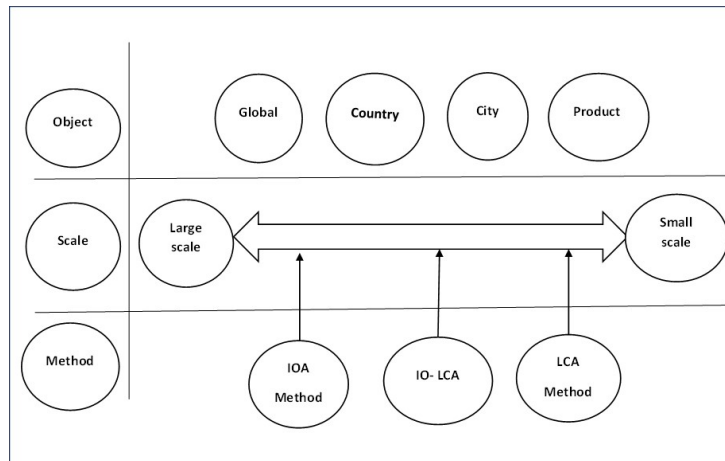 Object
Global
Country
City
Product
Scale
Large
scale
Small
scale
Method
IOA
Method
IO- LCA
LCA
Method